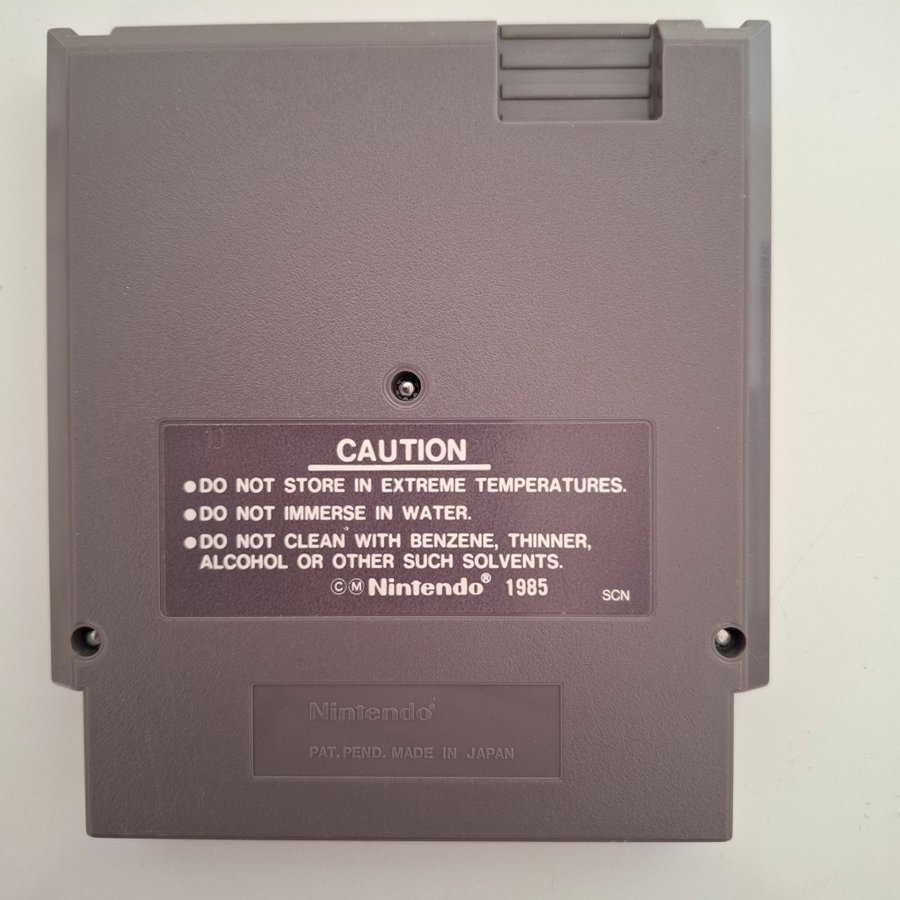 CAUTION
●DO NOT STORE IN EXTREME TEMPERATURES.
●DO NOT IMMERSE IN WATER.
●DO NOT CLEAN WITH BENZENE, THINNER,
ALCOHOL OR OTHER SUCH SOLVENTS.
ⒸⓂNintendo® 1985
SCN
Nintendo®
PAT. PEND. MADE IN JAPAN